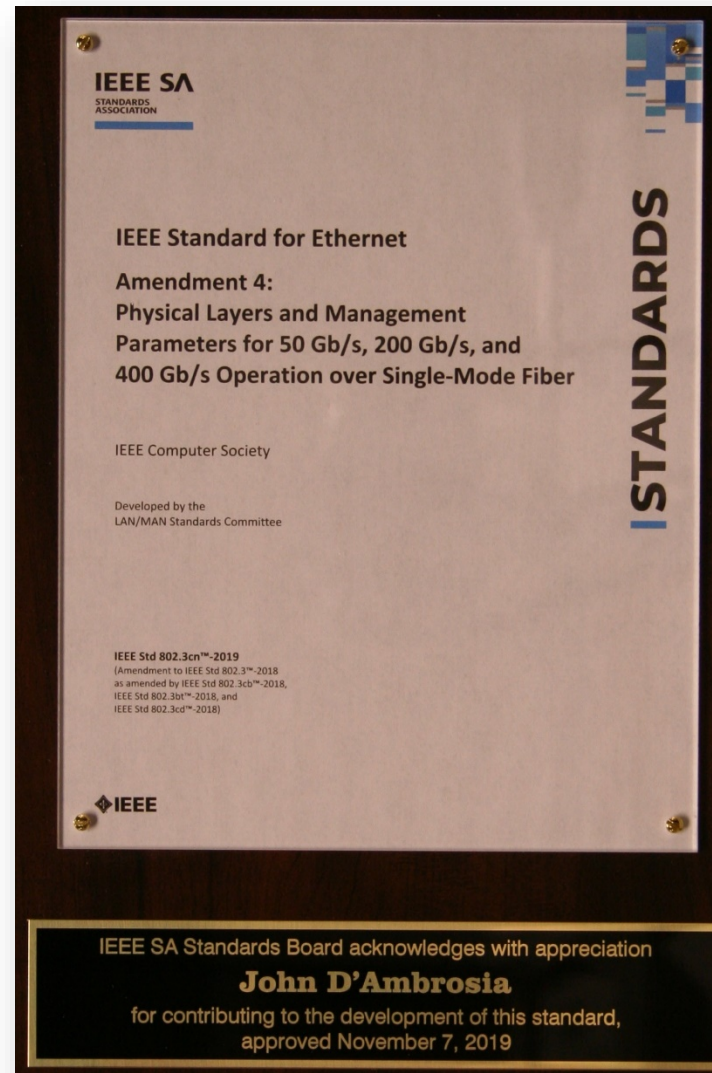 IEEE SA
STANDARDS
ASSOCIATION
STANDARDS
IEEE Standard for Ethernet
Amendment 4:
Physical Layers and Management
Parameters for 50 Gb/s, 200 Gb/s, and
400 Gb/s Operation over Single-Mode Fiber
IEEE Computer Society
Developed by the
LAN/MAN Standards Committee
IEEE Std 802.3cn™-2019
(Amendment to IEEE Std 802.3™-2018
as amended by IEEE Std 802.3cb™-2018,
IEEE Std 802.3bt™-2018, and
IEEE Std 802.3cd™-2018)
IEEE
IEEE SA Standards Board acknowledges with appreciation
John D'Ambrosia
for contributing to the development of this standard,
approved November 7, 2019